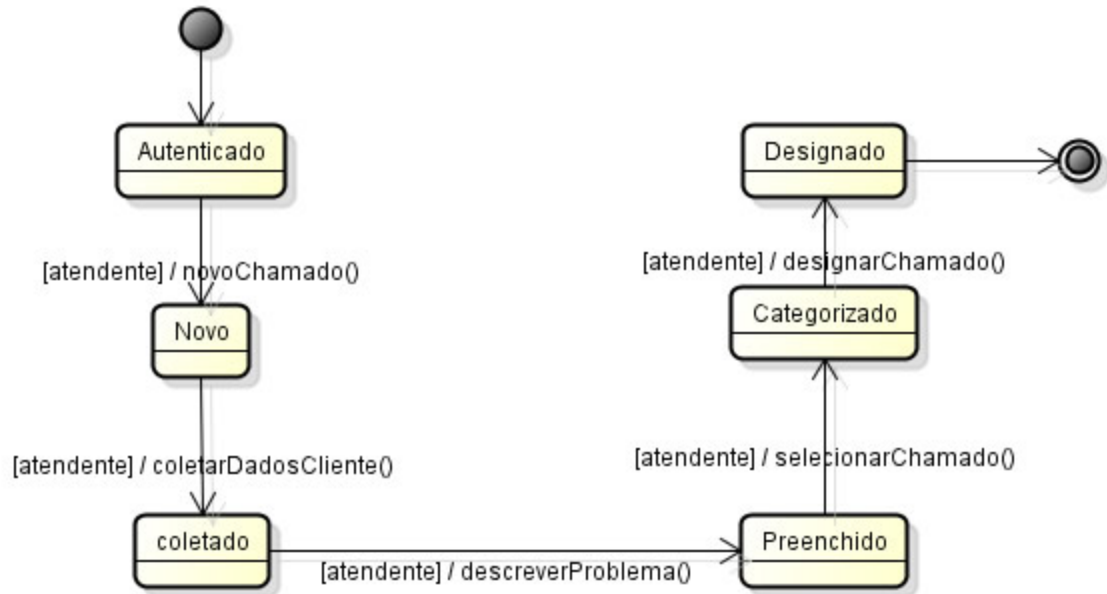 Autenticado
[atendente] / novoChamado()
Novo
[atendente] / coletarDadosCliente()
coletado
[atendente] / descreverProblema()
Preenchido
[atendente] / selecionarChamado()
Categorizado
[atendente] / designarChamado()
Designado